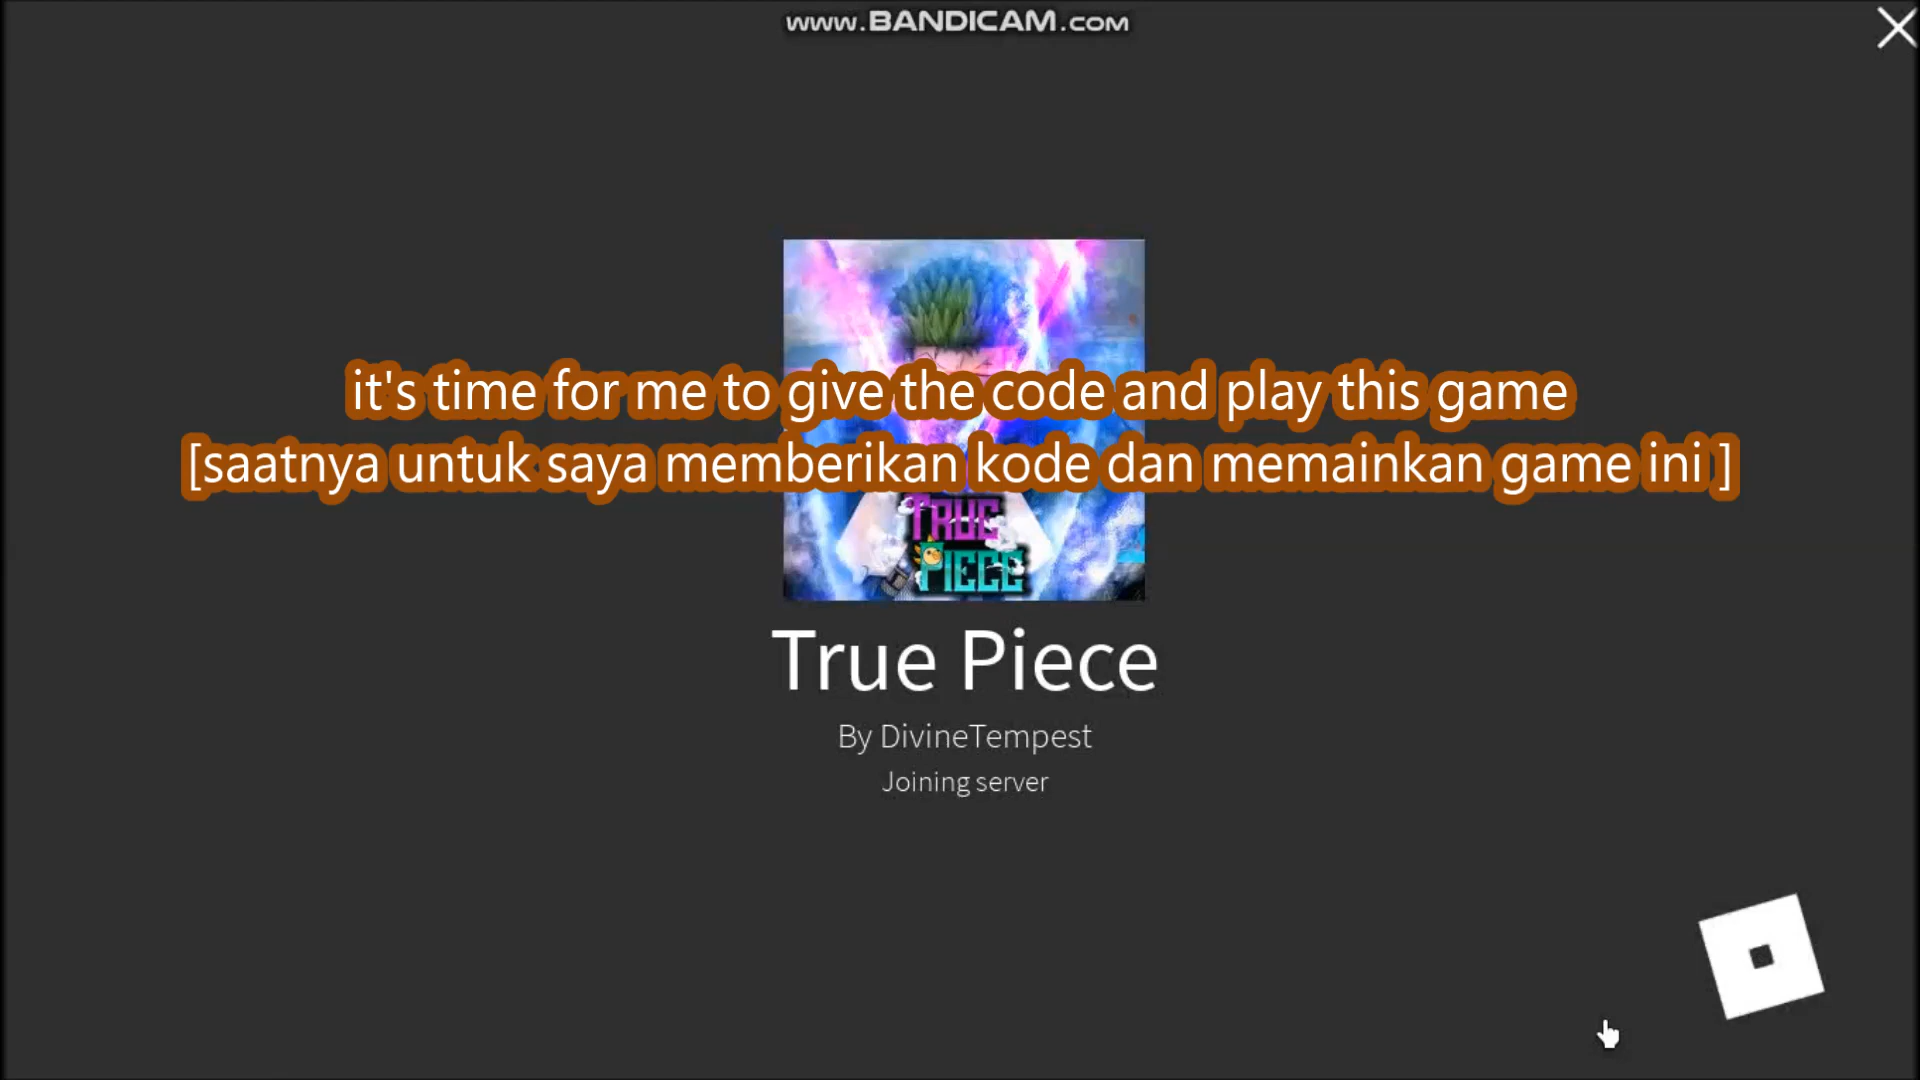 www.BANDICAM.com
it's time for me to give the code and play this game
[saatnya untuk saya memberikan kode dan memainkan game ini ]
TRUE
PIECE
True Piece
By DivineTempest
Joining server